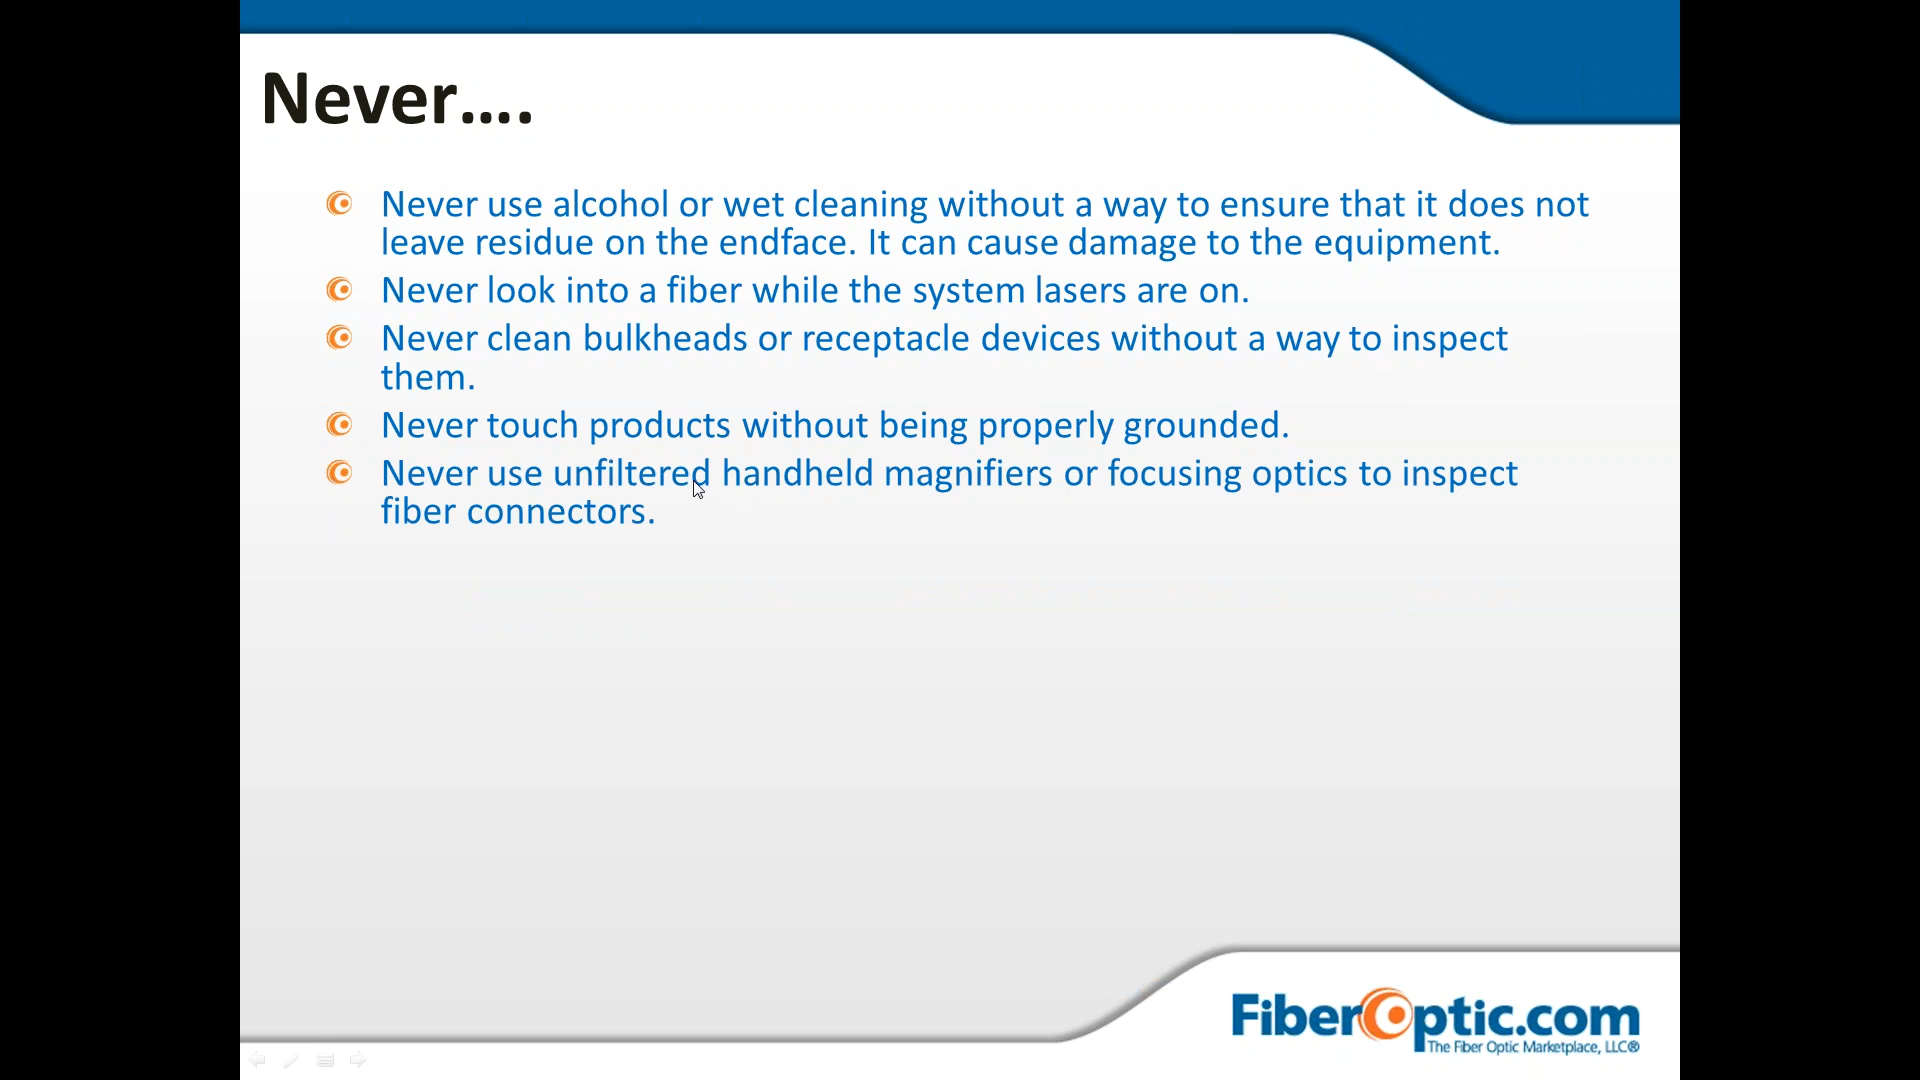 Never....
Never use alcohol or wet cleaning without a way to ensure that it does not
leave residue on the endface. It can cause damage to the equipment.
Never look into a fiber while the system lasers are on.
Never clean bulkheads or receptacle devices without a way to inspect
them.
Never touch products without being properly grounded.
Never use unfiltered handheld magnifiers or focusing optics to inspect
fiber connectors.
FiberOptic.com
The Fiber Optic Marketplace, LLC®